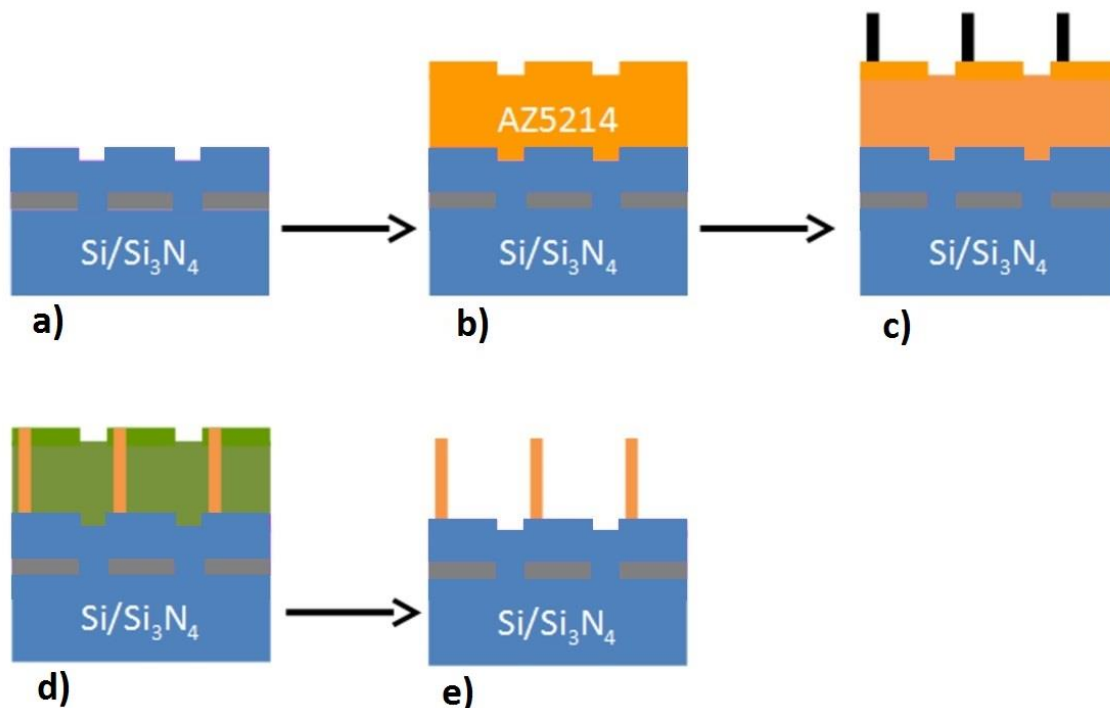 Si/Si₃N₄
a)
AZ5214
Si/Si₃N₄
b)
Si/Si₃N₄
c)
Si/Si₃N₄
d)
Si/Si₃N₄
e)